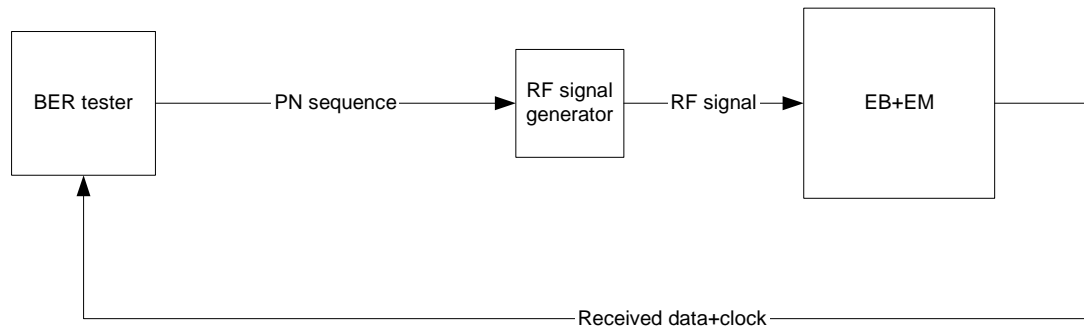 BER tester
PN sequence
RF signal
generator
RF signal
EB+EM
Received data+clock